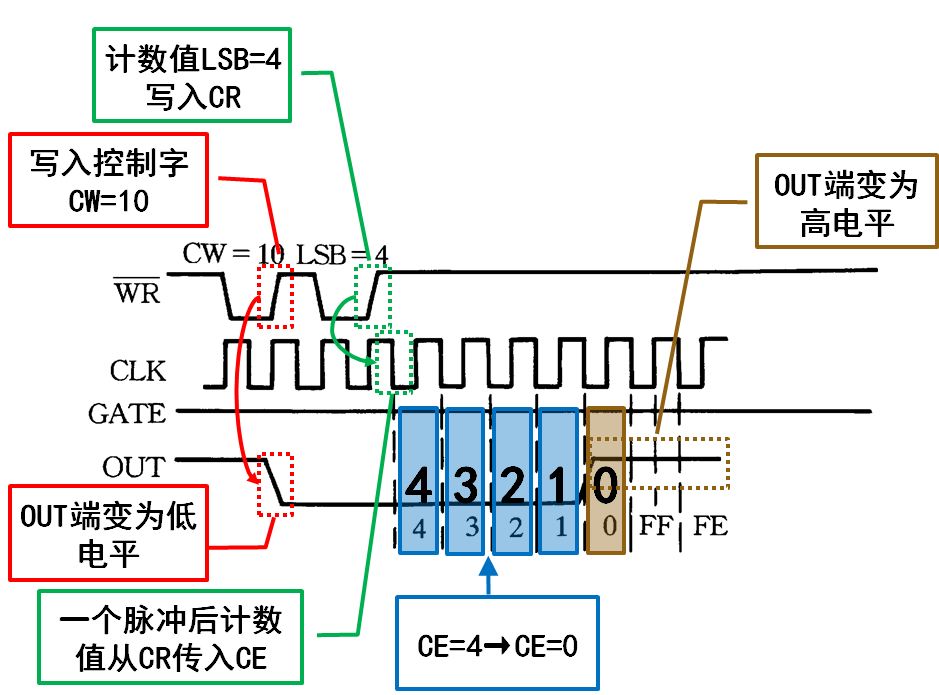 计数值LSB=4
写入CR
写入控制字
CW=10
OUT端变为
高电平
CW = 10 LSB = 4
WR
CLK
GATE
OUT
4 3 2 1 0
4 3 2 1 0 FF FE
OUT端变为低
电平
一个脉冲后计数
值从CR传入CE
CE=4→CE=0